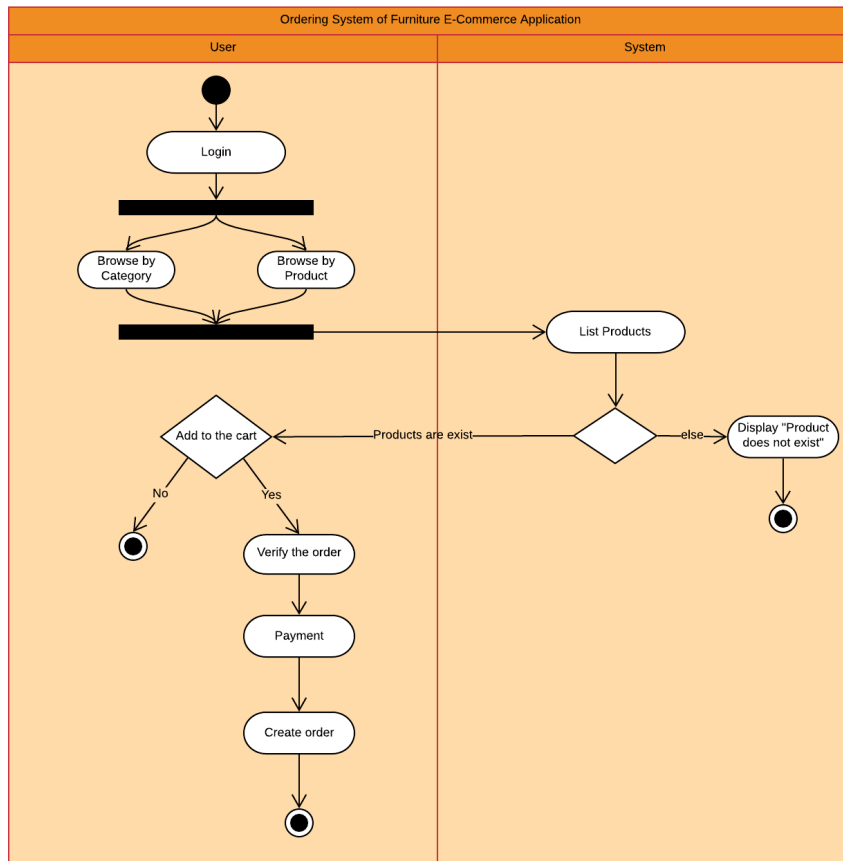 Ordering System of Furniture E-Commerce Application
User
System
Login
Browse by
Category
Browse by
Product
List Products
Add to the cart
Products are exist
else
Display "Product
does not exist"
No
Yes
Verify the order
Payment
Create order